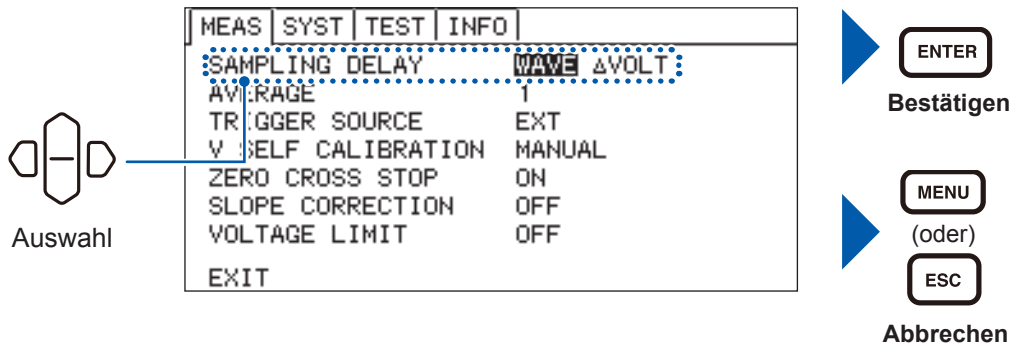 MEAS SYST TEST INFO
SAMPLING DELAY WAVE ΔVOLT
AVERAGE 1
TRIGGER SOURCE EXT
V SELF CALIBRATION MANUAL
ZERO CROSS STOP ON
SLOPE CORRECTION OFF
VOLTAGE LIMIT OFF
EXIT
Auswahl
ENTER
Bestätigen
MENU
(oder)
ESC
Abbrechen